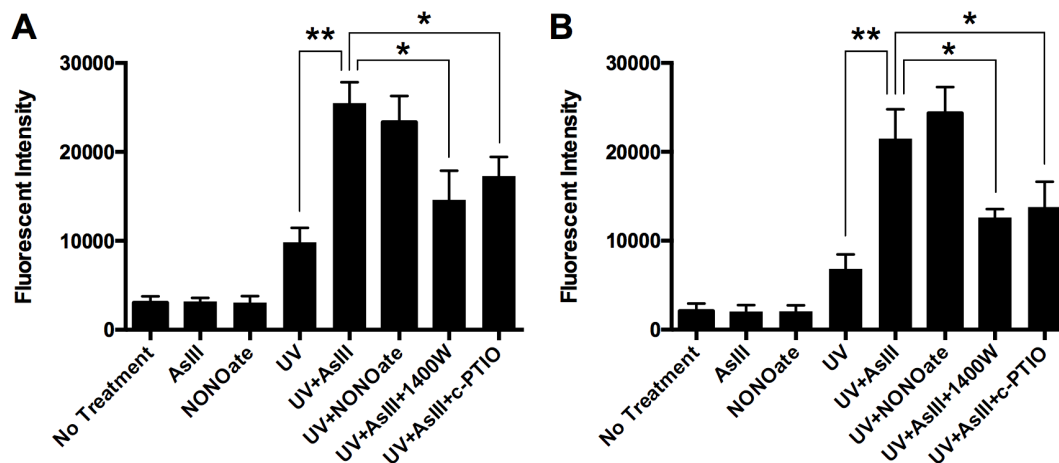 A
Fluorescent Intensity
30000
20000
10000
0
**
*
*
No Treatment
AsIII
NONOate
UV
UV+AsIII
UV+NONOate
UV+AsIII+1400W
UV+AsIII+c-PTIO
B
Fluorescent Intensity
30000
20000
10000
0
**
*
*
No Treatment
AsIII
NONOate
UV
UV+AsIII
UV+NONOate
UV+AsIII+1400W
UV+AsIII+c-PTIO